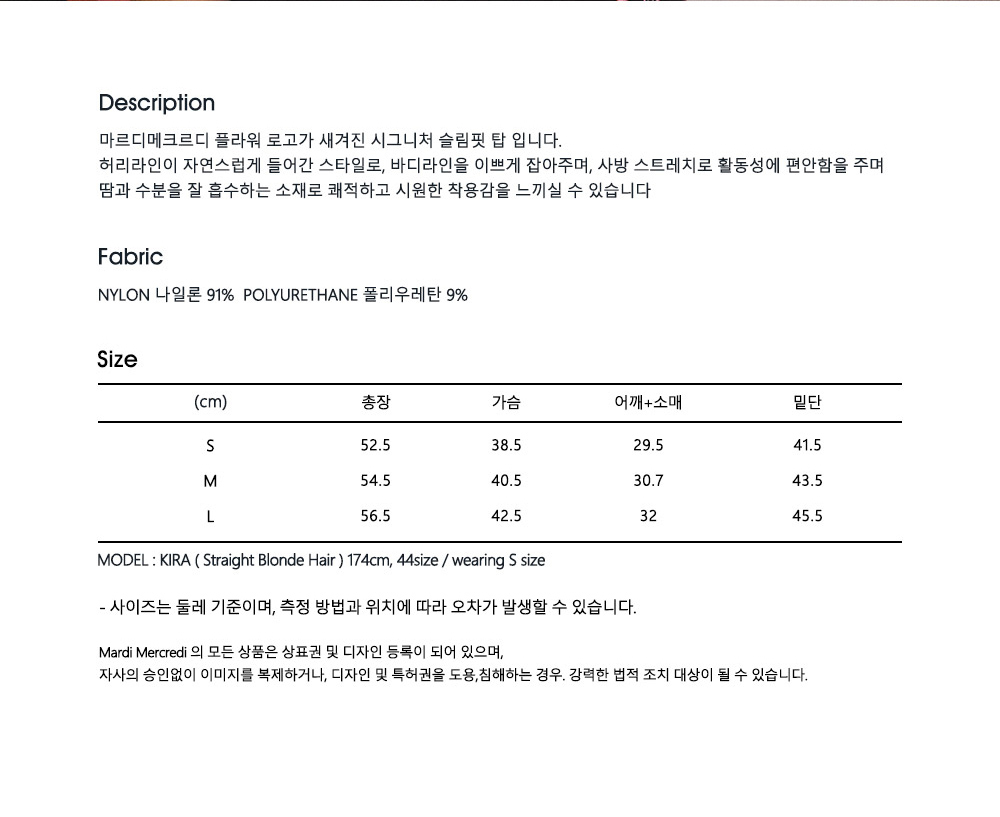 Description
마르디메크르디 플라워 로고가 새겨진 시그니처 슬림핏 탑 입니다.
허리라인이 자연스럽게 들어간 스타일로, 바디라인을 이쁘게 잡아주며, 사방 스트레치로 활동성에 편안함을 주며
땀과 수분을 잘 흡수하는 소재로 쾌적하고 시원한 착용감을 느끼실 수 있습니다
Fabric
NYLON 나일론 91% POLYURETHANE 폴리우레탄 9%
Size
(cm) 총장 가슴 어깨+소매 밑단
S 52.5 38.5 29.5 41.5
M 54.5 40.5 30.7 43.5
L 56.5 42.5 32 45.5
MODEL : KIRA ( Straight Blonde Hair ) 174cm, 44size / wearing S size
- 사이즈는 둘레 기준이며, 측정 방법과 위치에 따라 오차가 발생할 수 있습니다.
Mardi Mercredi 의 모든 상품은 상표권 및 디자인 등록이 되어 있으며,
자사의 승인없이 이미지를 복제하거나, 디자인 및 특허권을 도용,침해하는 경우. 강력한 법적 조치 대상이 될 수 있습니다.